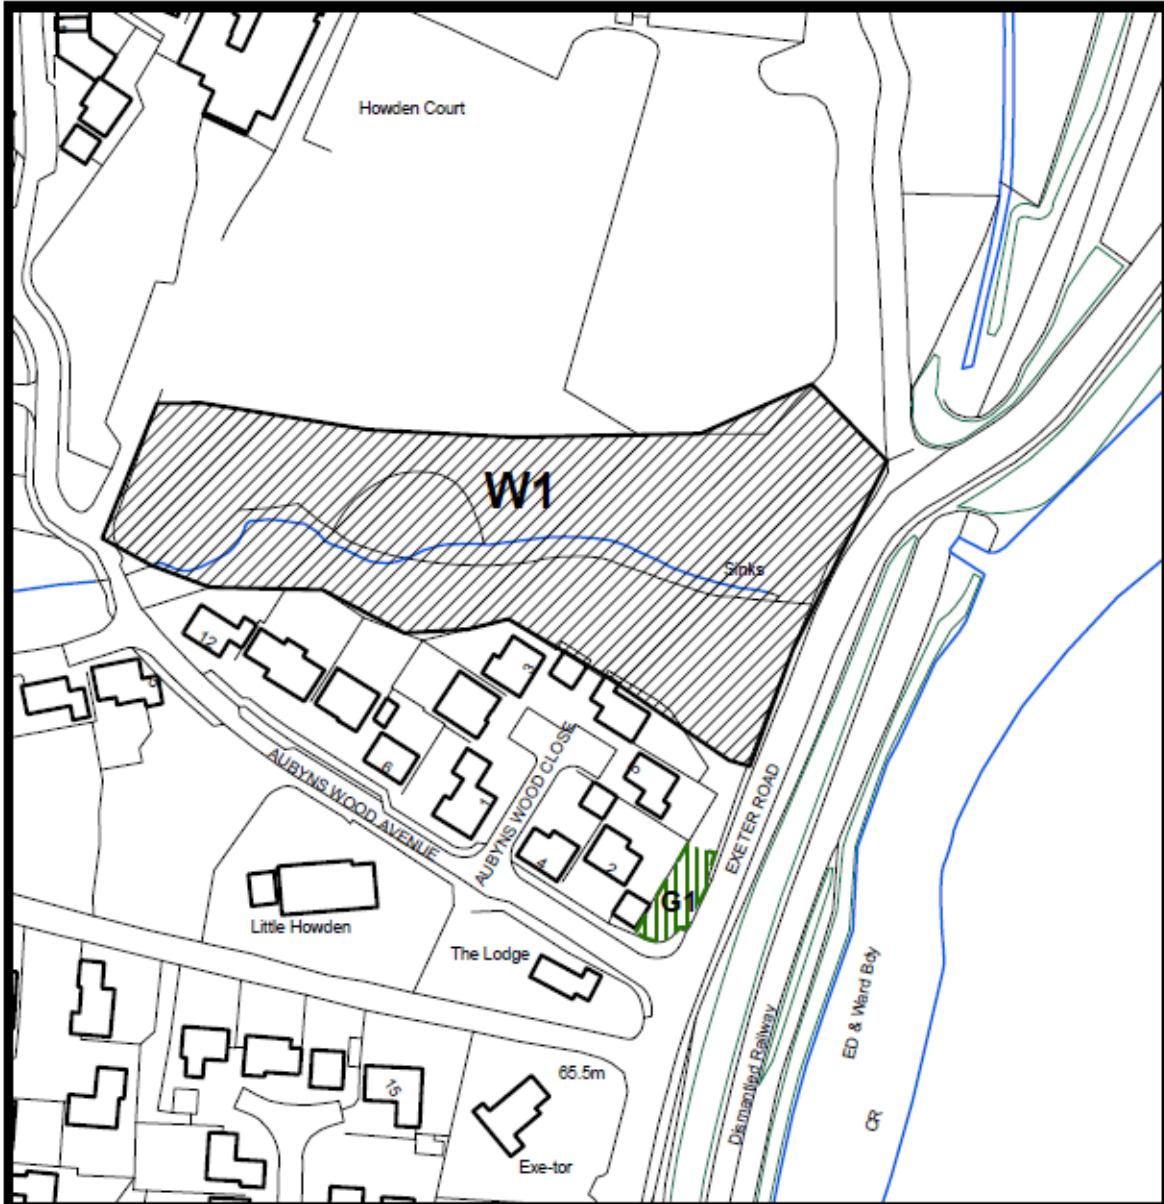 Howden Court
W1
Sinks
12
3
6
1
5
AUBYNS WOOD AVENUE
AUBYNS WOOD CLOSE
EXETER ROAD
4
2
G1
Little Howden
The Lodge
ED & Ward Bdy
Dismantled Railway
65.5m
15
CR
Exe-tor